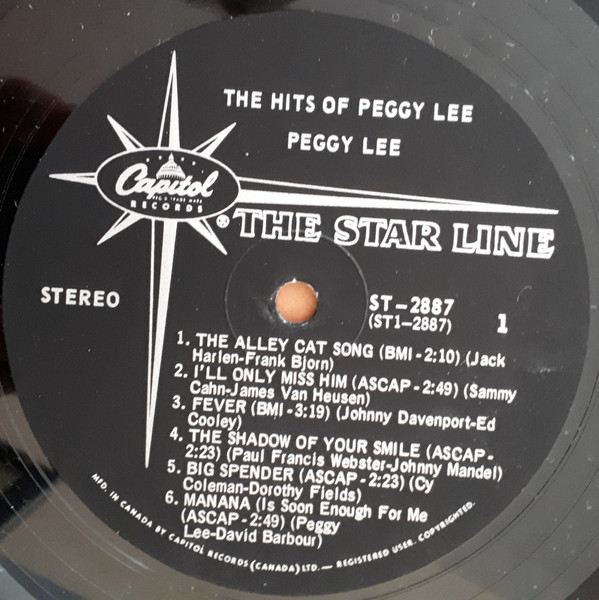 THE HITS OF PEGGY LEE
PEGGY LEE
Capitol
RECORDS
®
THE STAR LINE
STEREO
ST-2887
(ST1-2887)
1
1. THE ALLEY CAT SONG (BMI - 2:10) (Jack
Harlen-Frank Bjorn)
2. I'LL ONLY MISS HIM (ASCAP - 2:49) (Sammy
Cahn-James Van Heusen)
3. FEVER (BMI - 3:19) (Johnny Davenport-Ed
Cooley)
4. THE SHADOW OF YOUR SMILE (ASCAP -
2:23) (Paul Francis Webster-Johnny Mandel)
5. BIG SPENDER (ASCAP - 2:23) (Cy
Coleman-Dorothy Fields)
6. MANANA (Is Soon Enough For Me
(ASCAP - 2:49) (Peggy
Lee-David Barbour)
MFD. IN CANADA BY CAPITOL RECORDS (CANADA) LTD. — REGISTERED USER. COPYRIGHTED.